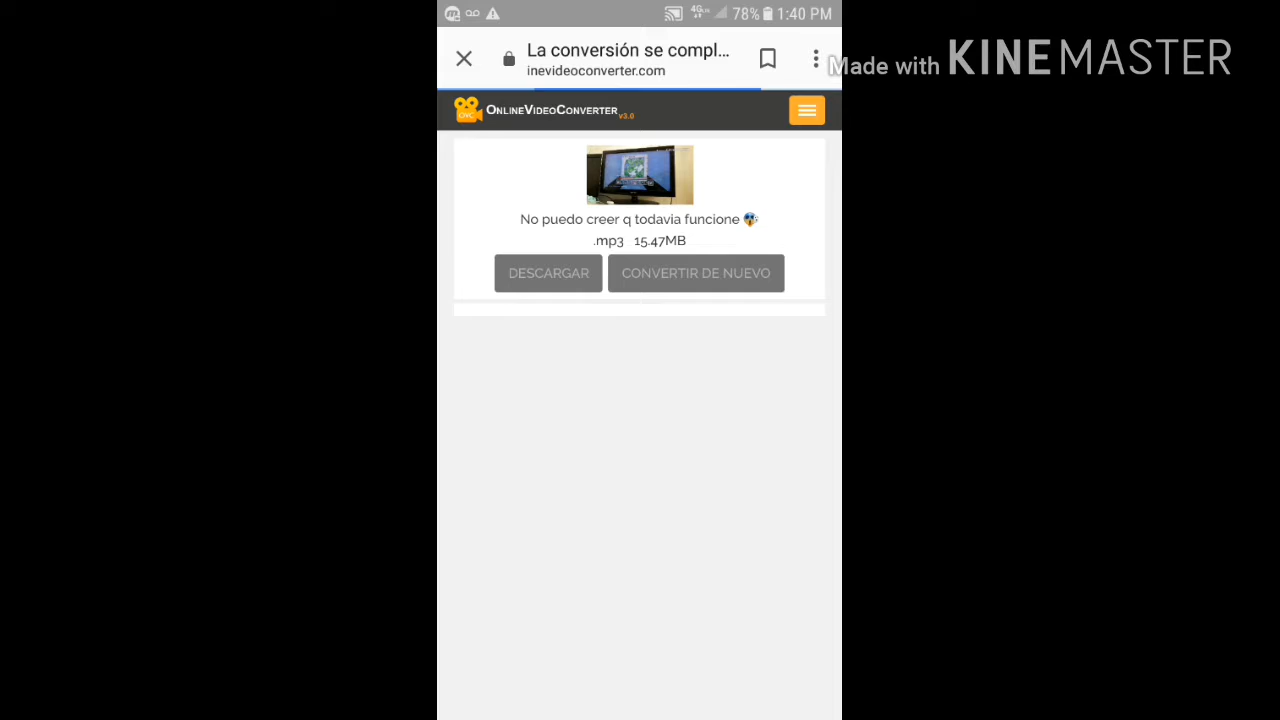 78% 1:40 PM
La conversión se compl...
inevideoconverter.com
Made with KINEMASTER
ONLINEVIDEOCONVERTER v3.0
OVC
No puedo creer q todavia funcione
.mp3 15.47MB
DESCARGAR CONVERTIR DE NUEVO